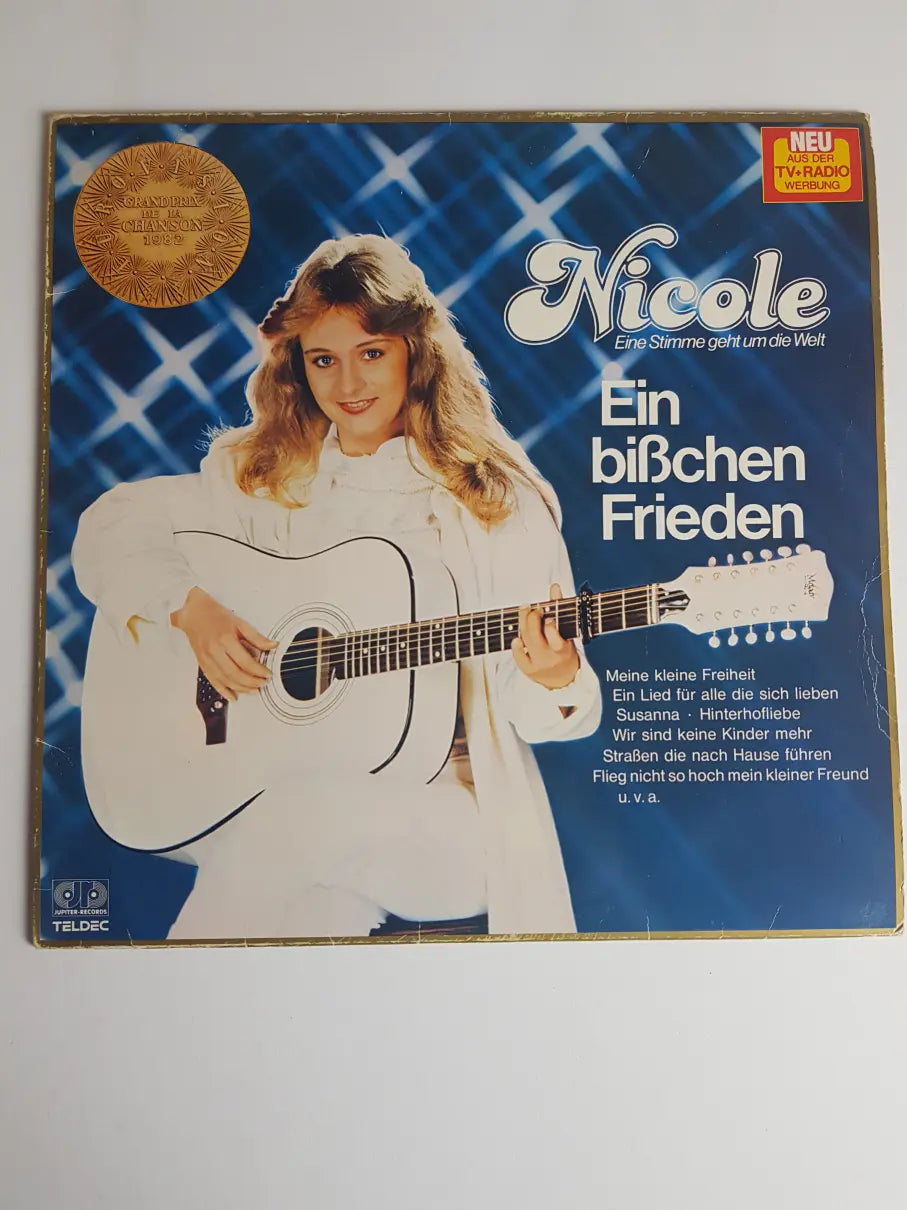 EUROVISION
GRAND PRIX
DE LA
CHANSON
1982
NEU
AUS DER
TV+RADIO
WERBUNG
Nicole
Eine Stimme geht um die Welt
Ein
bißchen
Frieden
Meine kleine Freiheit
Ein Lied für alle die sich lieben
Susanna · Hinterhofliebe
Wir sind keine Kinder mehr
Straßen die nach Hause führen
Flieg nicht so hoch mein kleiner Freund
u. v. a.
JUPITER-RECORDS
TELDEC